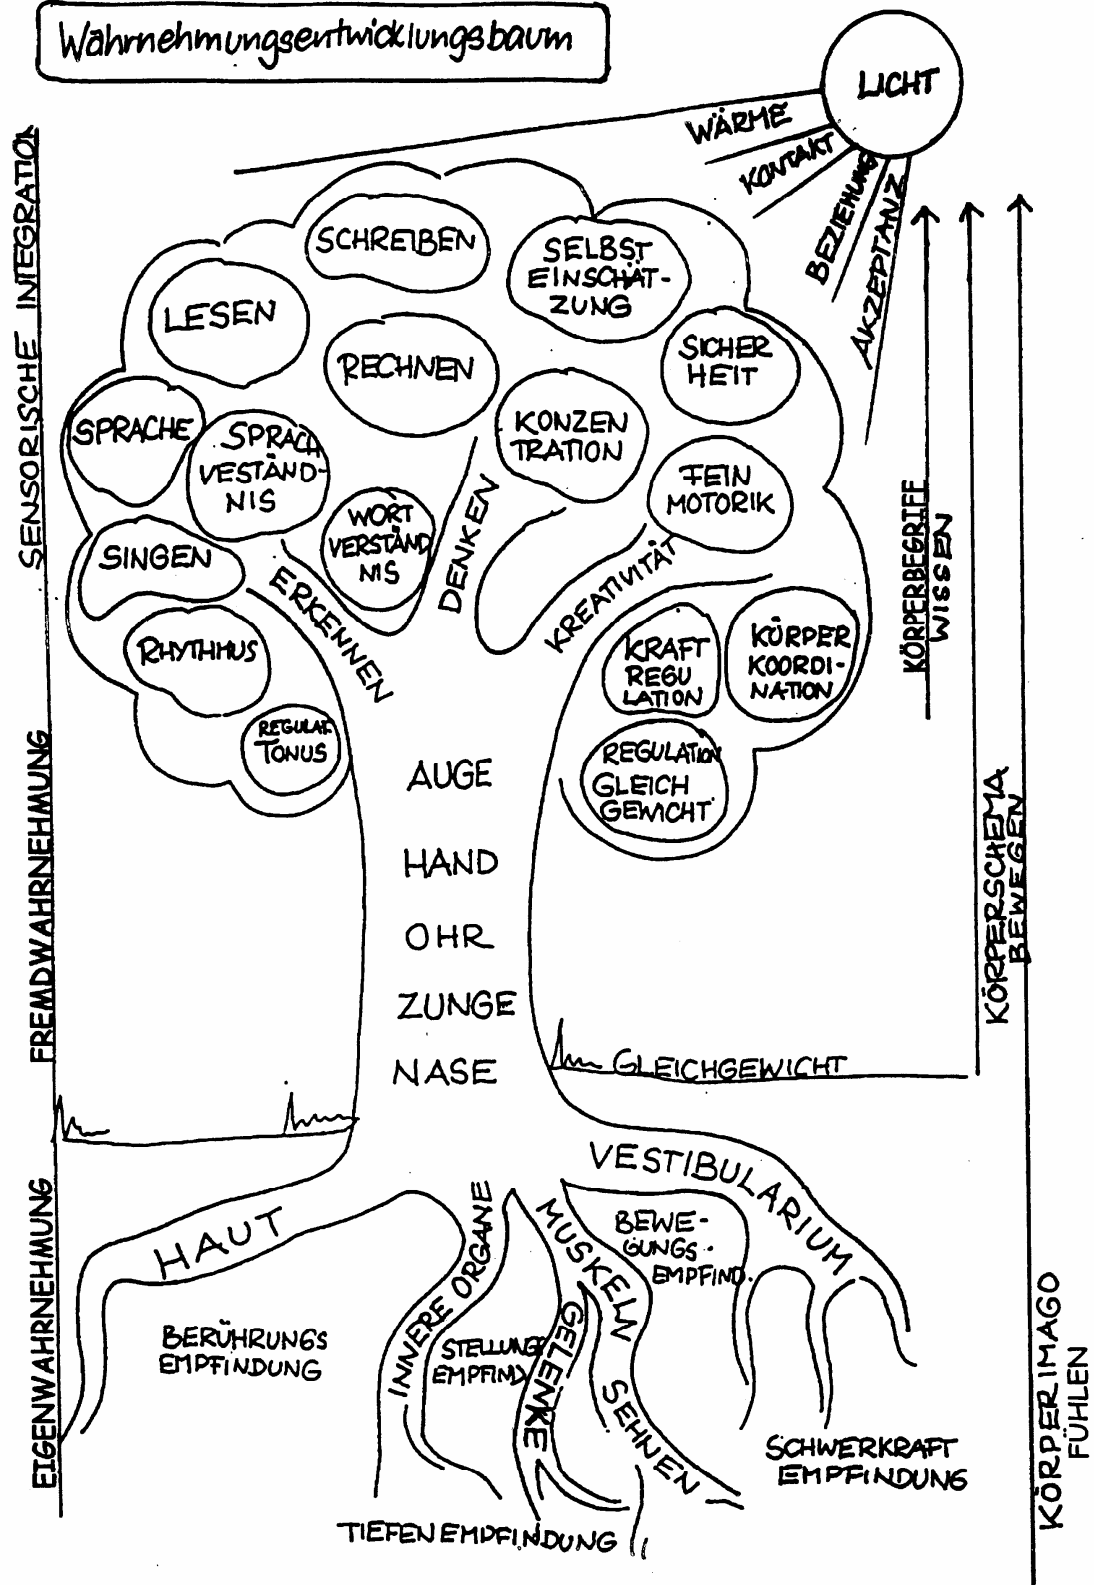 Wahrnehmungsentwicklungsbaum
LICHT
WÄRME
KONTAKT
BEZIEHUNG
AKZEPTANZ
SENSORISCHE INTEGRATION
SCHREIBEN
SELBST
EINSCHÄT-
ZUNG
LESEN
RECHNEN
SICHER
HEIT
SPRACHE
SPRACH
VESTÄND-
NIS
KONZEN
TRATION
FEIN
MOTORIK
WORT
VERSTÄND
NIS
DENKEN
SINGEN
ERKENNEN
KREATIVITÄT
RHYTHMUS
KRAFT
REGU
LATION
KÖRPER
KOORDI-
NATION
REGULAT.
TONUS
REGULATION
GLEICH
GEWICHT
KÖRPERBEGRIFF
WISSEN
FREMDWAHRNEHMUNG
AUGE
HAND
OHR
ZUNGE
NASE
GLEICHGEWICHT
KÖRPERSCHEMA
BEWEGEN
EIGENWAHRNEHMUNG
HAUT
INNERE ORGANE
MUSKELN
SEHNEN
GELENKE
VESTIBULARIUM
BEWE-
GUNGS.
EMPFIND.
BERÜHRUNGS
EMPFINDUNG
STELLUNGS
EMPFIND
SCHWERKRAFT
EMPFINDUNG
TIEFENEMPFINDUNG
KÖRPERIMAGO
FÜHLEN